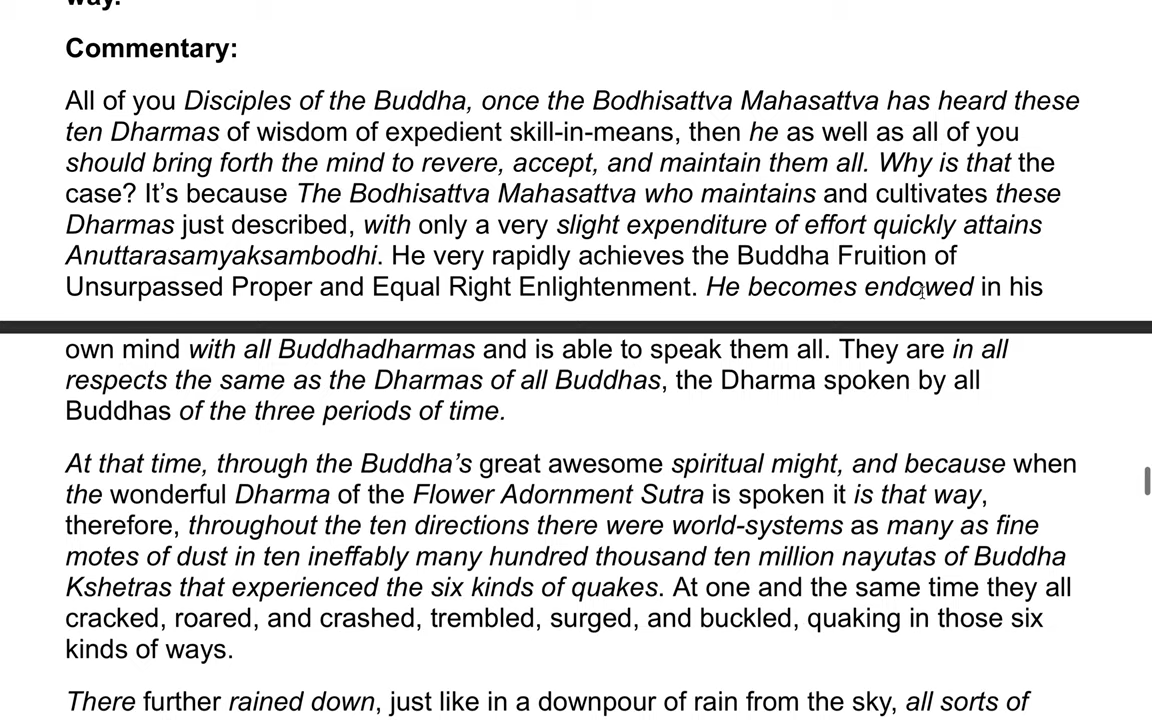 way.
Commentary:
All of you Disciples of the Buddha, once the Bodhisattva Mahasattva has heard these
ten Dharmas of wisdom of expedient skill-in-means, then he as well as all of you
should bring forth the mind to revere, accept, and maintain them all. Why is that the
case? It’s because The Bodhisattva Mahasattva who maintains and cultivates these
Dharmas just described, with only a very slight expenditure of effort quickly attains
Anuttarasamyaksambodhi. He very rapidly achieves the Buddha Fruition of
Unsurpassed Proper and Equal Right Enlightenment. He becomes endowed in his
own mind with all Buddhadharmas and is able to speak them all. They are in all
respects the same as the Dharmas of all Buddhas, the Dharma spoken by all
Buddhas of the three periods of time.
At that time, through the Buddha’s great awesome spiritual might, and because when
the wonderful Dharma of the Flower Adornment Sutra is spoken it is that way,
therefore, throughout the ten directions there were world-systems as many as fine
motes of dust in ten ineffably many hundred thousand ten million nayutas of Buddha
Kshetras that experienced the six kinds of quakes. At one and the same time they all
cracked, roared, and crashed, trembled, surged, and buckled, quaking in those six
kinds of ways.
There further rained down, just like in a downpour of rain from the sky, all sorts of